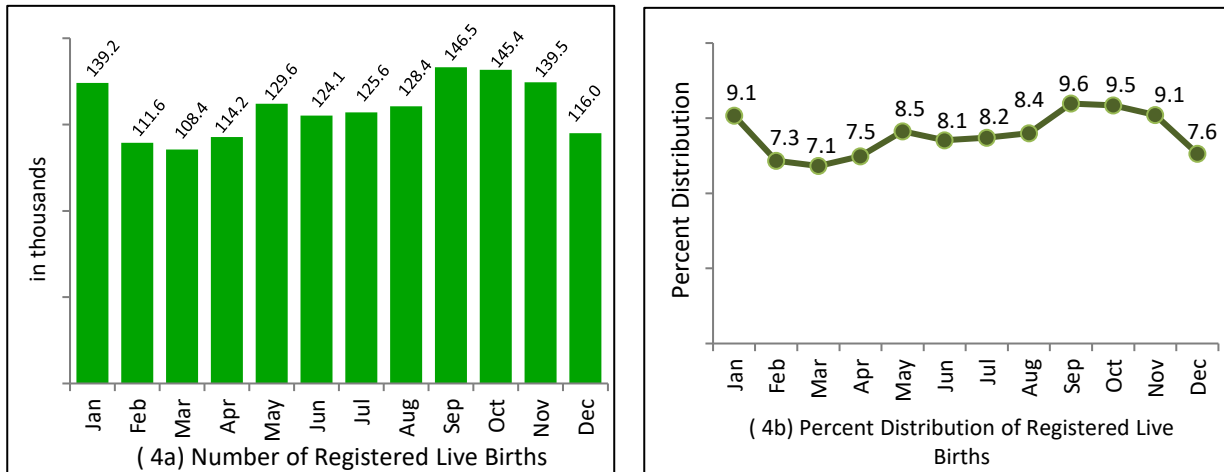 in thousands
139.2
111.6
108.4
114.2
129.6
124.1
125.6
128.4
146.5
145.4
139.5
116.0
Jan
Feb
Mar
Apr
May
Jun
Jul
Aug
Sep
Oct
Nov
Dec
( 4a) Number of Registered Live Births
Percent Distribution
9.1
7.3
7.1
7.5
8.5
8.1
8.2
8.4
9.6
9.5
9.1
7.6
Jan
Feb
Mar
Apr
May
Jun
Jul
Aug
Sep
Oct
Nov
Dec
( 4b) Percent Distribution of Registered Live
Births